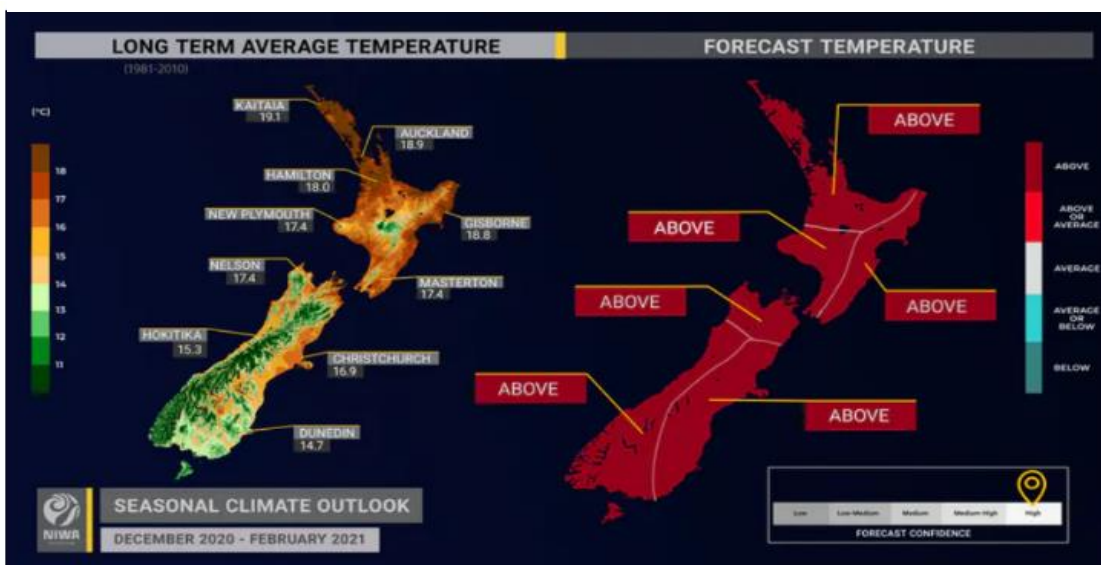 LONG TERM AVERAGE TEMPERATURE
(1981-2010)
FORECAST TEMPERATURE
(°C)
18
17
16
15
14
13
12
11
KAITAIA
19.1
AUCKLAND
18.9
HAMILTON
18.0
NEW PLYMOUTH
17.4
GISBORNE
18.8
NELSON
17.4
MASTERTON
17.4
HOKITIKA
15.3
CHRISTCHURCH
16.9
DUNEDIN
14.7
ABOVE
ABOVE
ABOVE
ABOVE
ABOVE
ABOVE
ABOVE
ABOVE
OR
AVERAGE
AVERAGE
AVERAGE
OR
BELOW
BELOW
NIWA
SEASONAL CLIMATE OUTLOOK
DECEMBER 2020 - FEBRUARY 2021
Low
Low-Medium
Medium
Medium-High
High
FORECAST CONFIDENCE